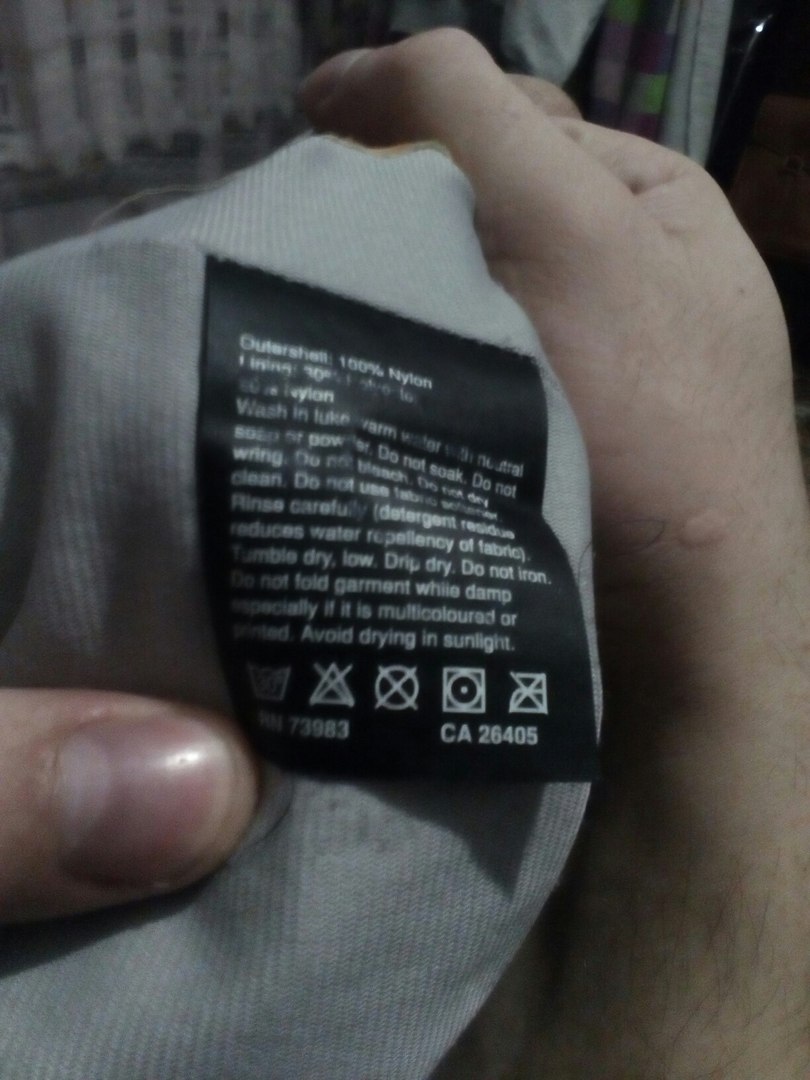 Outershell: 100% Nylon
Lining:
Nylon
Wash in luke warm water with neutral
soap or powder. Do not soak. Do not
wring. Do not bleach. Do not dry
clean. Do not use fabric softener.
Rinse carefully (detergent residue
reduces water repellency of fabric).
Tumble dry, low. Drip dry. Do not iron.
Do not fold garment while damp
especially if it is multicoloured or
printed. Avoid drying in sunlight.
RN 73983 CA 26405